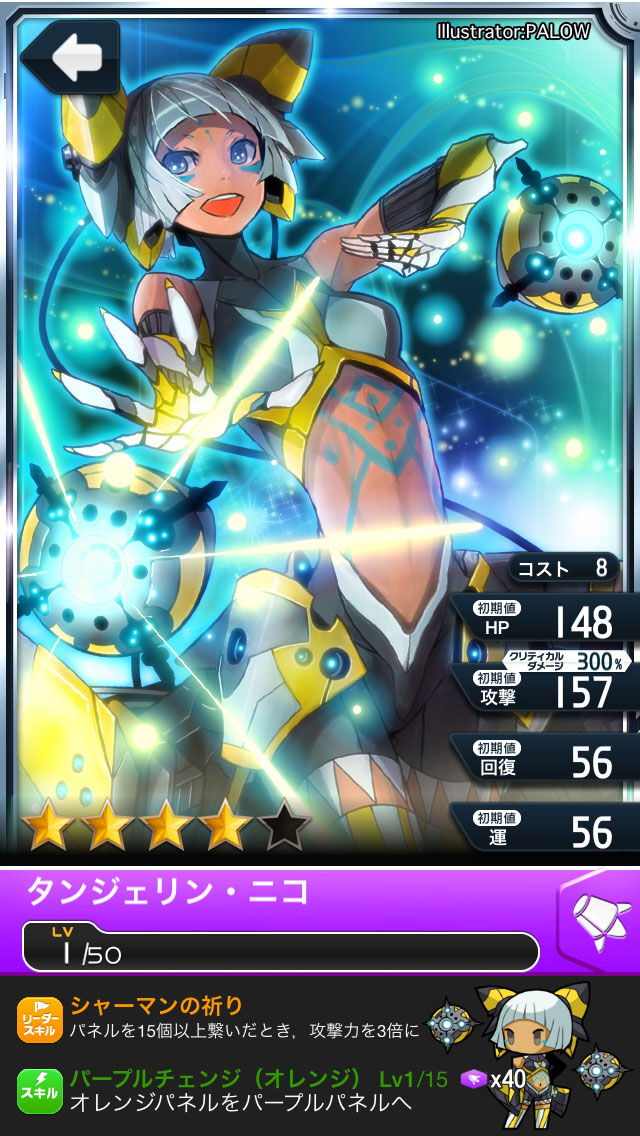 Illustrator:PALOW
コスト 8
初期値
HP 148
クリティカル
ダメージ 300%
初期値
攻撃 157
初期値
回復 56
初期値
運 56
タンジェリン・ニコ
LV
1/50
リーダー
スキル
シャーマンの祈り
パネルを15個以上繋いだとき，攻撃力を3倍に
スキル
パープルチェンジ（オレンジ） Lv1/15
x40
オレンジパネルをパープルパネルへ